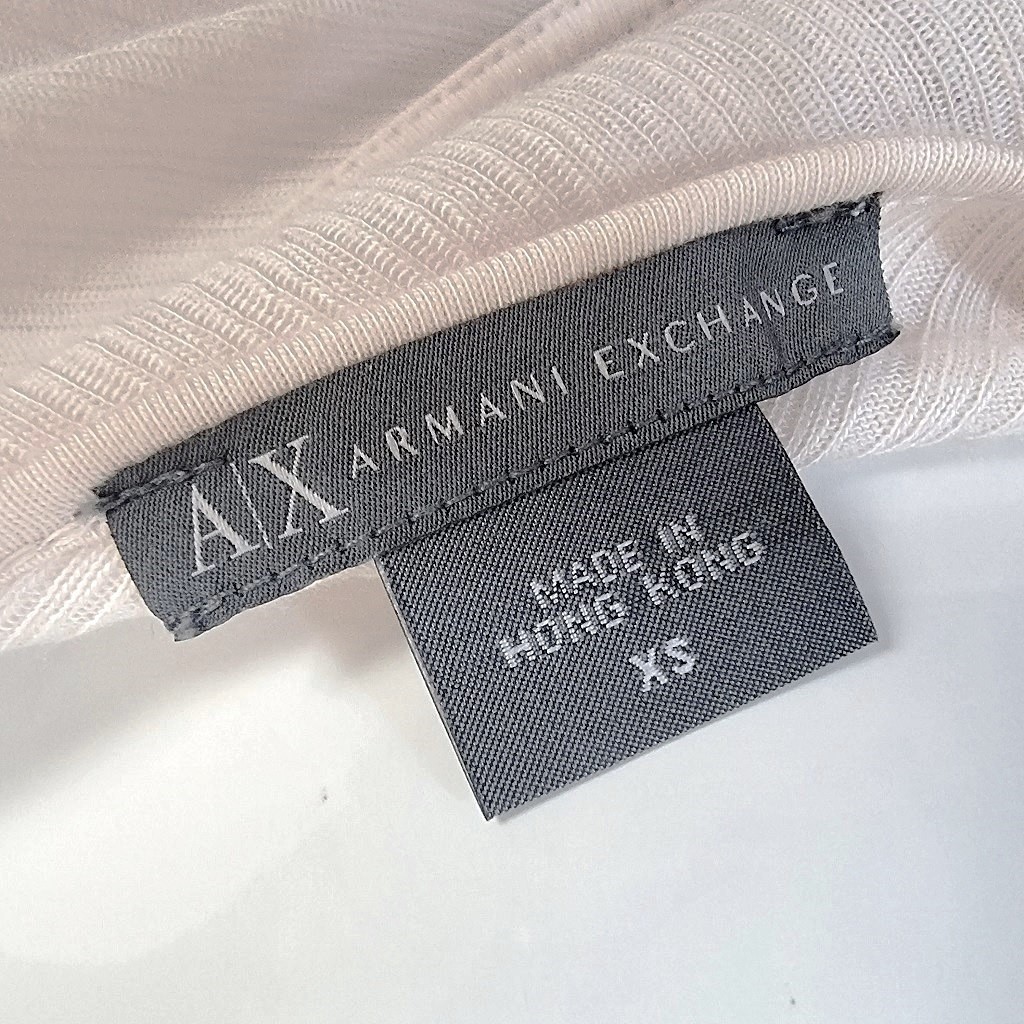 A|X ARMANI EXCHANGE
MADE IN
HONG KONG
XS